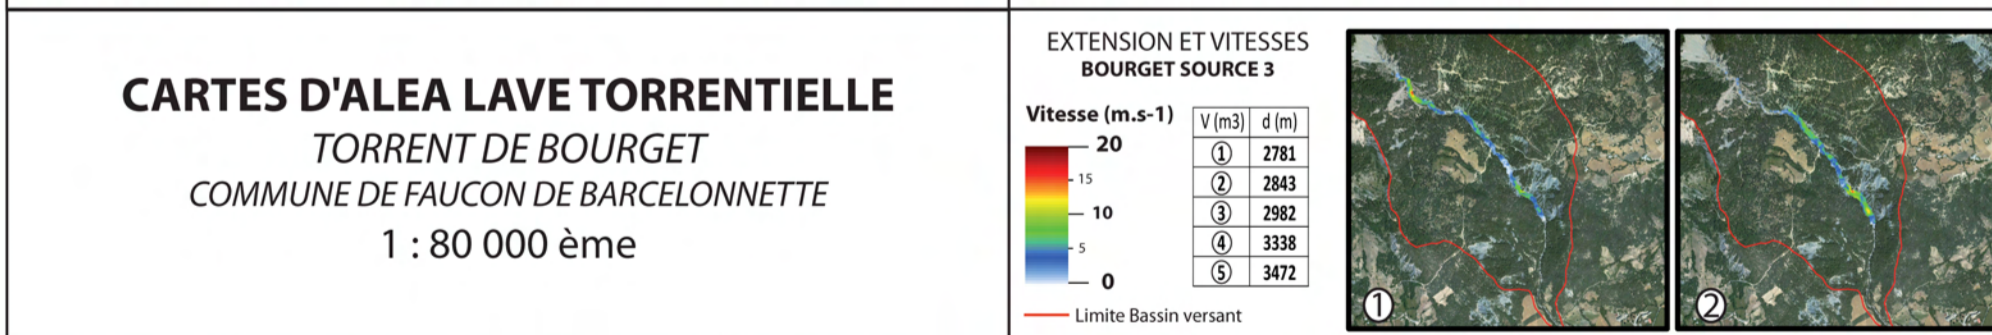 CARTES D'ALEA LAVE TORRENTIELLE
TORRENT DE BOURGET
COMMUNE DE FAUCON DE BARCELONNETTE
1 : 80 000 ème
EXTENSION ET VITESSES
BOURGET SOURCE 3
Vitesse (m.s-1)
20
15
10
5
0
V (m3) d (m)
① 2781
② 2843
③ 2982
④ 3338
⑤ 3472
Limite Bassin versant
①
②